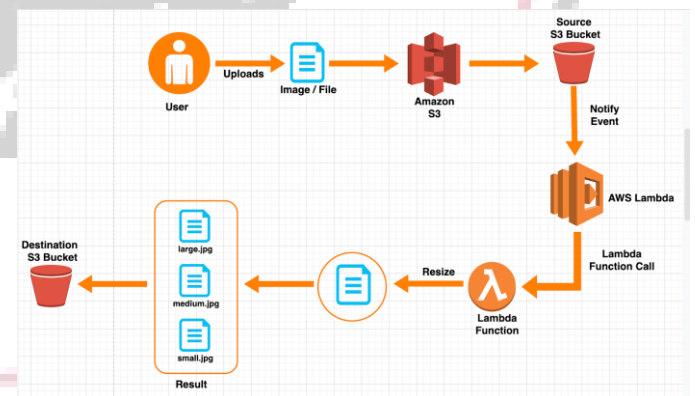 Source
S3 Bucket
Uploads
Image / File
User
Amazon
S3
Notify
Event
AWS Lambda
Lambda
Function Call
Resize
Lambda
Function
large.jpg
medium.jpg
small.jpg
Result
Destination
S3 Bucket